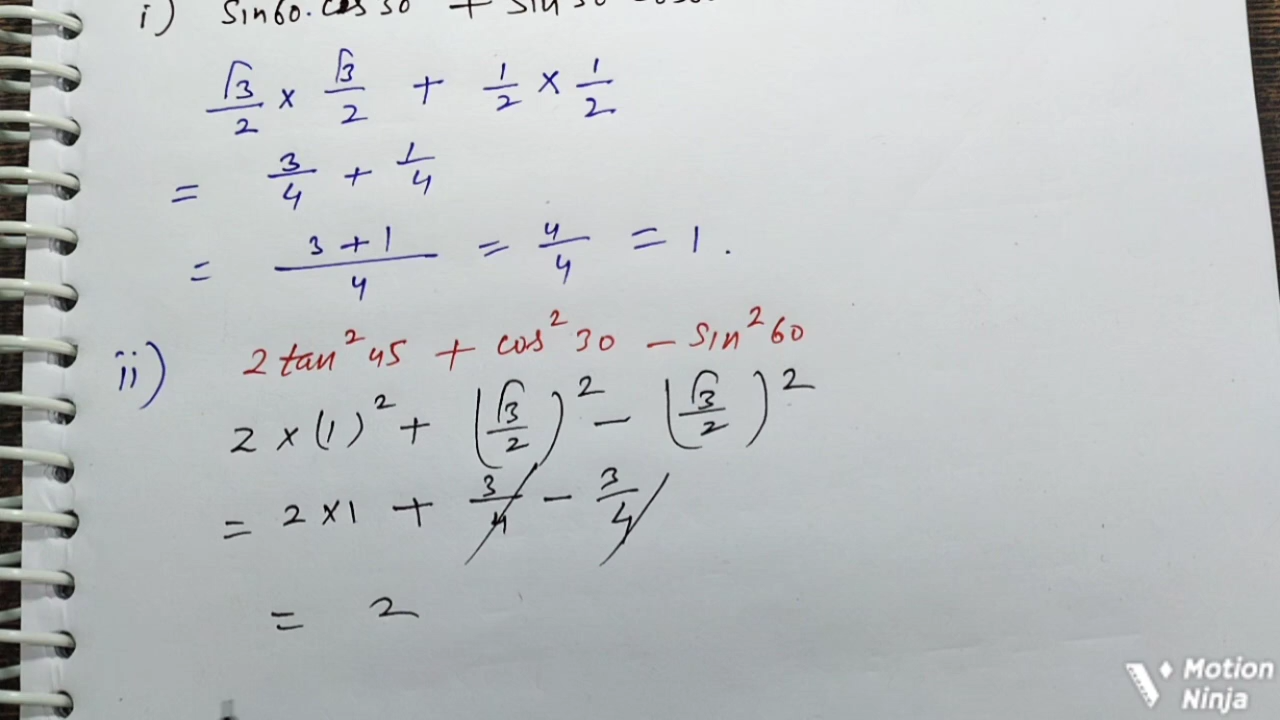 i) Sin60.cos30 + Sin30
√3/2 × √3/2 + 1/2 × 1/2
= 3/4 + 1/4
= 3+1/4 = 4/4 = 1.
ii) 2tan²45 + cos²30 – sin²60
2×(1)² + (√3/2)² – (√3/2)²
= 2×1 + 3/4 – 3/4
= 2
Motion
Ninja